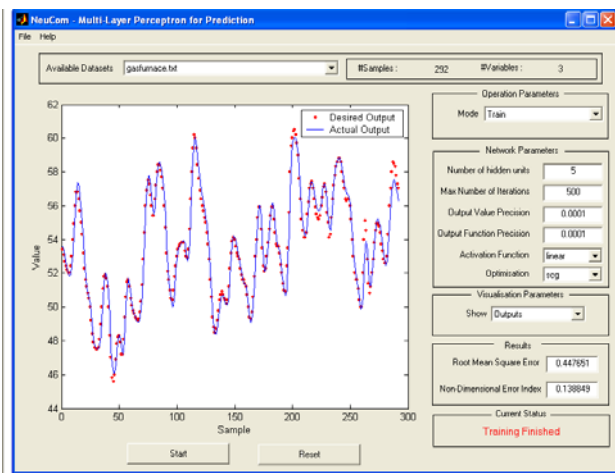 NeuCom - Multi-Layer Perceptron for Prediction
File Help
Available Datasets gasfurnace.txt #Samples : 292 #Variables : 3
Operation Parameters
Mode Train
Network Parameters
Number of hidden units 5
Max Number of Iterations 500
Output Value Precision 0.0001
Output Function Precision 0.0001
Activation Function linear
Optimisation scg
Visualisation Parameters
Show Outputs
Results
Root Mean Square Error 0.447651
Non-Dimensional Error Index 0.138849
Current Status
Training Finished
Desired Output
Actual Output
62
60
58
56
54
52
50
48
46
44
Value
0 50 100 150 200 250 300
Sample
Start Reset